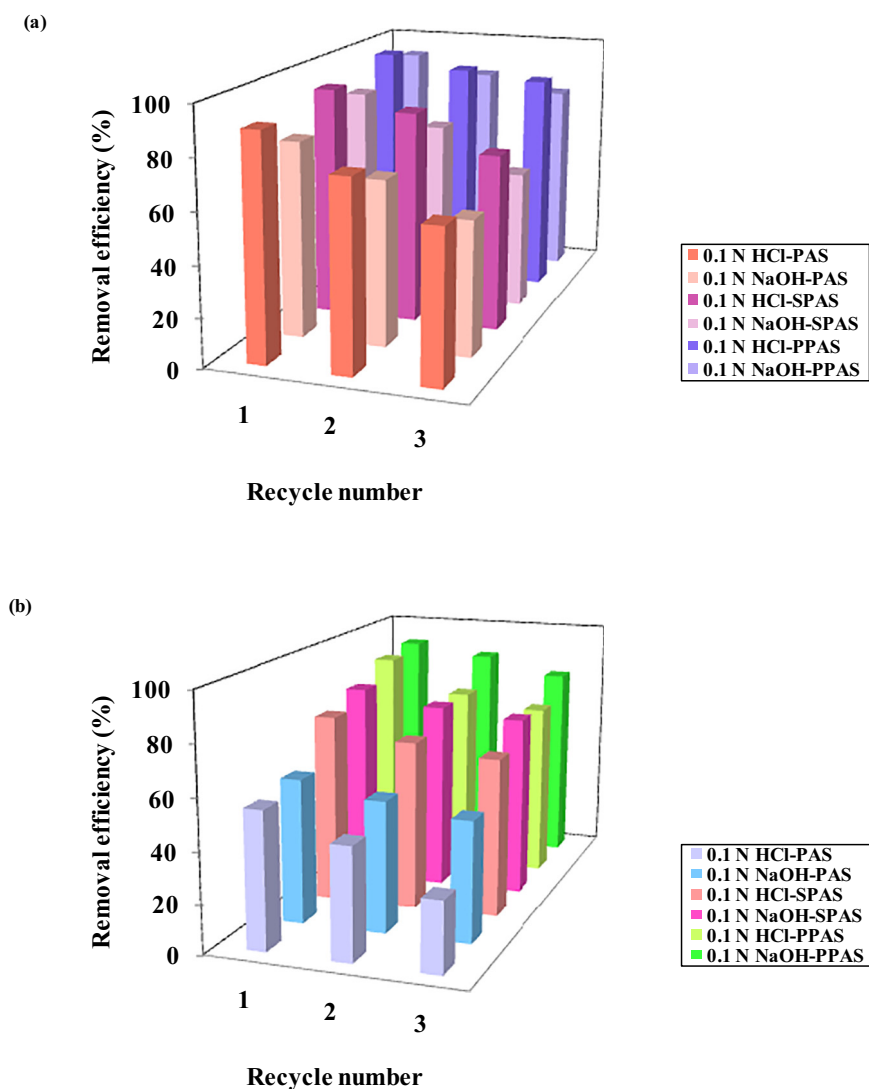 (a)
100
80
60
40
20
0
Removal efficiency (%)
1
2
3
Recycle number
0.1 N HCl-PAS
0.1 N NaOH-PAS
0.1 N HCl-SPAS
0.1 N NaOH-SPAS
0.1 N HCl-PPAS
0.1 N NaOH-PPAS
(b)
100
80
60
40
20
0
Removal efficiency (%)
1
2
3
Recycle number
0.1 N HCl-PAS
0.1 N NaOH-PAS
0.1 N HCl-SPAS
0.1 N NaOH-SPAS
0.1 N HCl-PPAS
0.1 N NaOH-PPAS